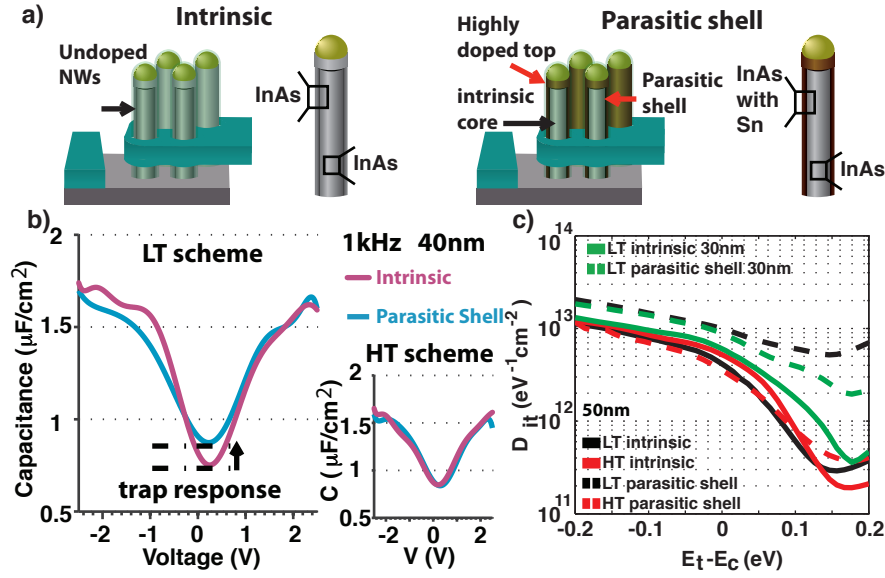 a)
Intrinsic
Undoped
NWs
InAs
InAs
Parasitic shell
Highly
doped top
intrinsic
core
Parasitic
shell
InAs
with
Sn
InAs
b)
2
1.5
1
0.5
-2 -1 0 1 2
Capacitance (µF/cm²)
Voltage (V)
LT scheme
trap response
1kHz 40nm
Intrinsic
Parasitic Shell
HT scheme
2
1.5
1
0.5
-2 0 2
C (µF/cm²)
V (V)
c)
10¹⁴
10¹³
10¹²
10¹¹
-0.2 -0.1 0 0.1 0.2
D_it (eV⁻¹cm⁻²)
E_t-E_c (eV)
LT intrinsic 30nm
LT parasitic shell 30nm
50nm
LT intrinsic
HT intrinsic
LT parasitic shell
HT parasitic shell